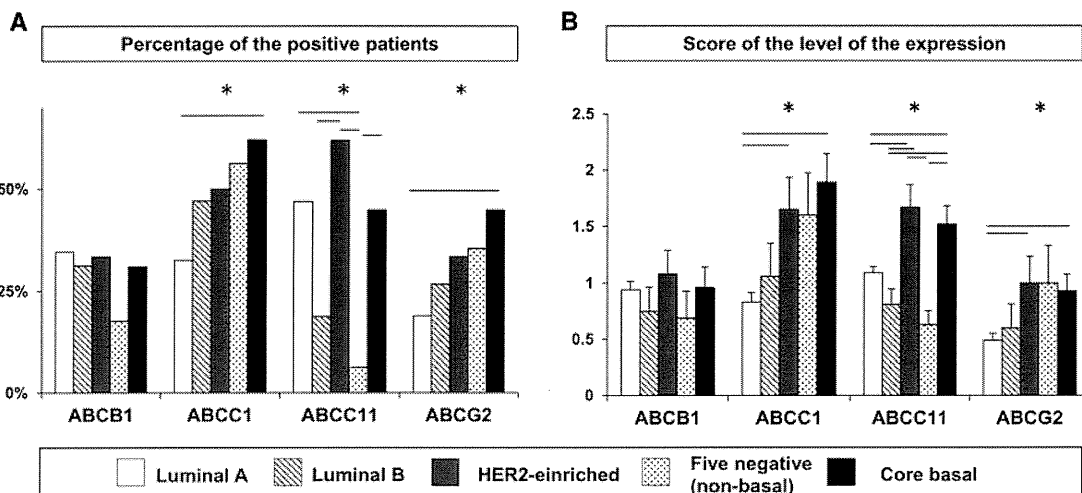 A
Percentage of the positive patients
* * *
50%
25%
0%
ABCB1 ABCC1 ABCC11 ABCG2
B
Score of the level of the expression
* * *
2.5
2
1.5
1
0.5
0
ABCB1 ABCC1 ABCC11 ABCG2
Luminal A
Luminal B
HER2-einriched
Five negative
(non-basal)
Core basal